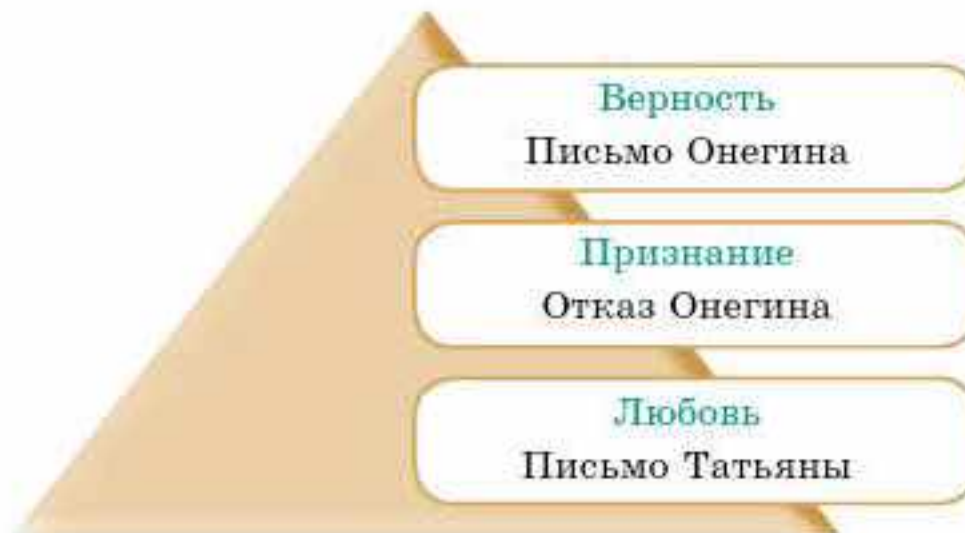 Верность
Письмо Онегина
Признание
Отказ Онегина
Любовь
Письмо Татьяны